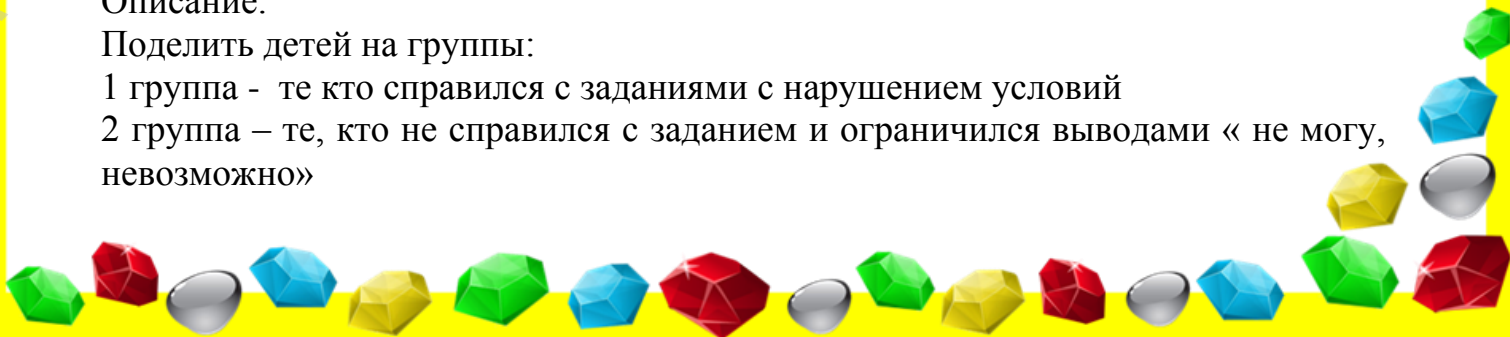 Описание.
Поделить детей на группы:
1 группа - те кто справился с заданиями с нарушением условий
2 группа – те, кто не справился с заданием и ограничился выводами « не могу,
невозможно»